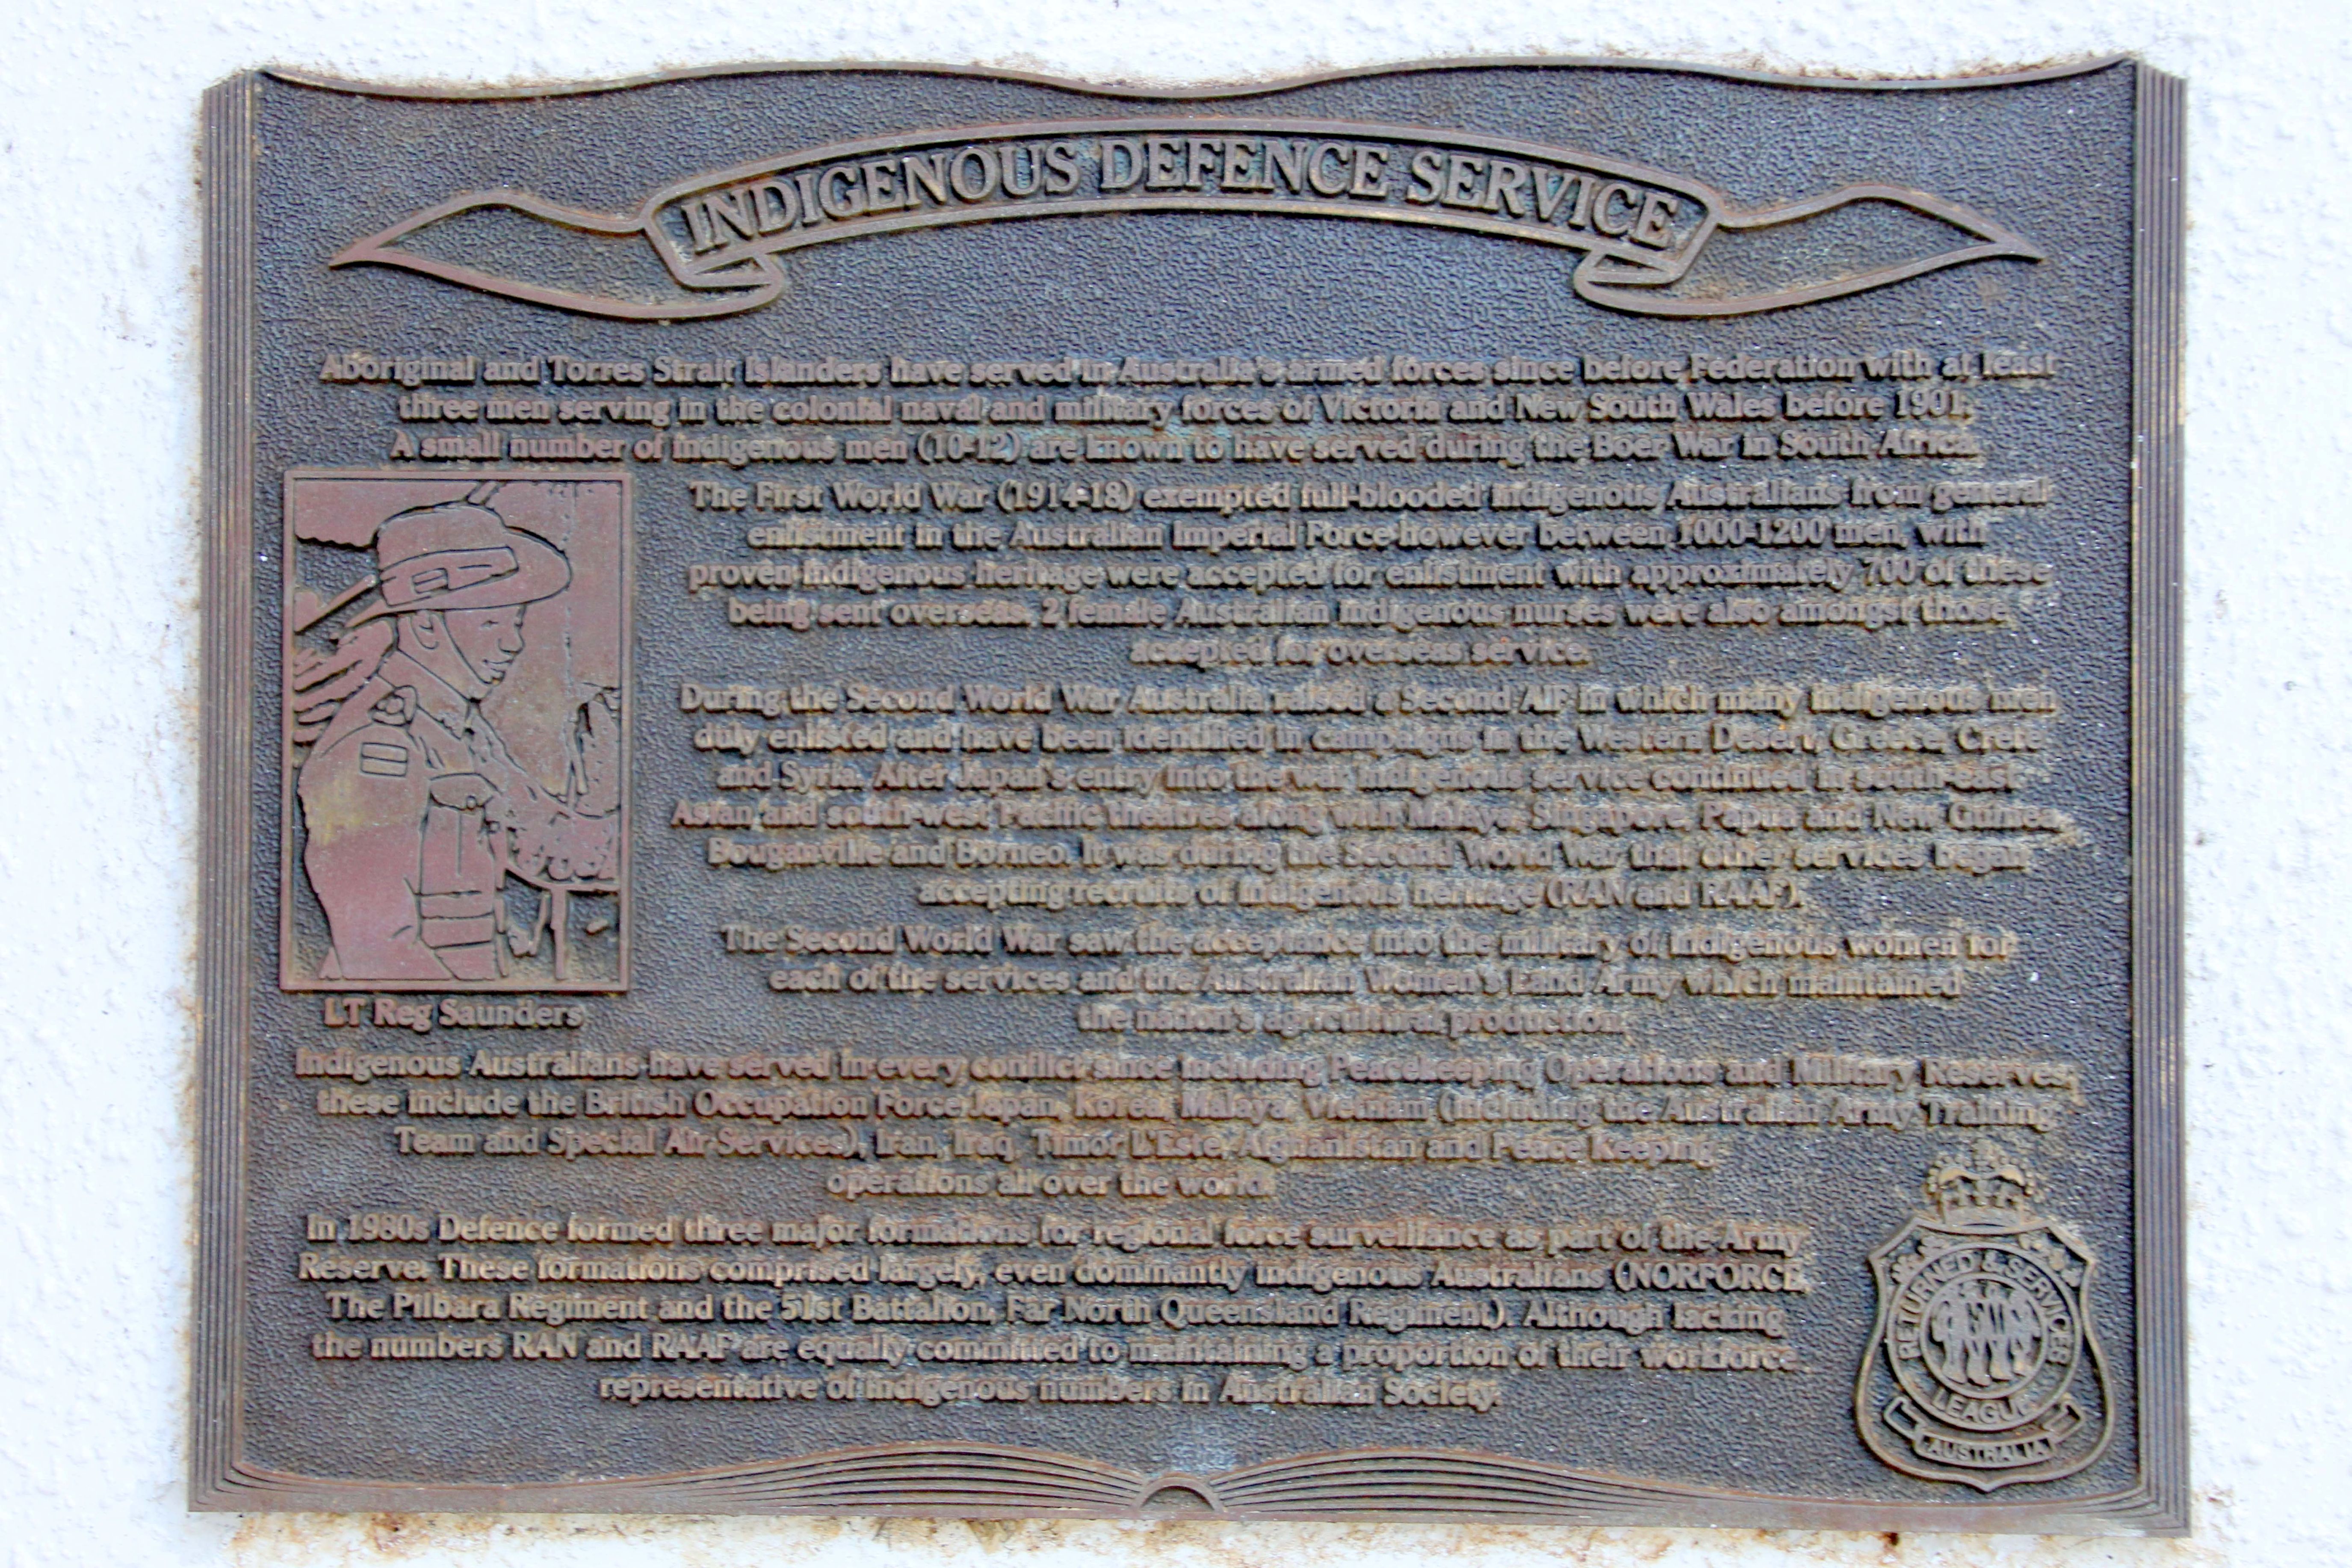 INDIGENOUS DEFENCE SERVICE
Aboriginal and Torres Strait Islanders have served in Australia's armed forces since before Federation with at least
three men serving in the colonial naval and military forces of Victoria and New South Wales before 1901.
A small number of Indigenous men (10-12) are known to have served during the Boer War in South Africa.
The First World War (1914-18) exempted full-blooded Indigenous Australians from general
enlistment in the Australian Imperial Force however between 1000-1200 men, with
proven Indigenous heritage were accepted for enlistment with approximately 700 of these
being sent overseas. 2 female Australian Indigenous nurses were also amongst those
accepted for overseas service.
During the Second World War Australia raised a Second AIF in which many Indigenous men
duly enlisted and have been identified in campaigns in the Western Desert, Greece, Crete
and Syria. After Japan's entry into the war Indigenous service continued in south-east
Asian and south-west Pacific theatres along with Malaya, Singapore, Papua and New Guinea,
Bougainville and Borneo. It was during the Second World War that other services began
accepting recruits of Indigenous heritage (RAN and RAAF).
The Second World War saw the acceptance into the military of Indigenous women for
each of the services and the Australian Women's Land Army which maintained
the nation's agricultural production.
LT Reg Saunders
Indigenous Australians have served in every conflict since including Peacekeeping Operations and Military Reserves,
these include the British Occupation Force Japan, Korea, Malaya, Vietnam (including the Australian Army Training
Team and Special Air Services), Iran, Iraq, Timor L'Este, Afghanistan and Peace Keeping
operations all over the world.
In 1980s Defence formed three major formations for regional force surveillance as part of the Army
Reserve. These formations comprised largely, even dominantly Indigenous Australians (NORFORCE,
The Pilbara Regiment and the 51st Battalion, Far North Queensland Regiment). Although lacking
the numbers RAN and RAAF are equally committed to maintaining a proportion of their workforce
representative of Indigenous numbers in Australian Society.
RETURNED & SERVICES
LEAGUE
AUSTRALIA